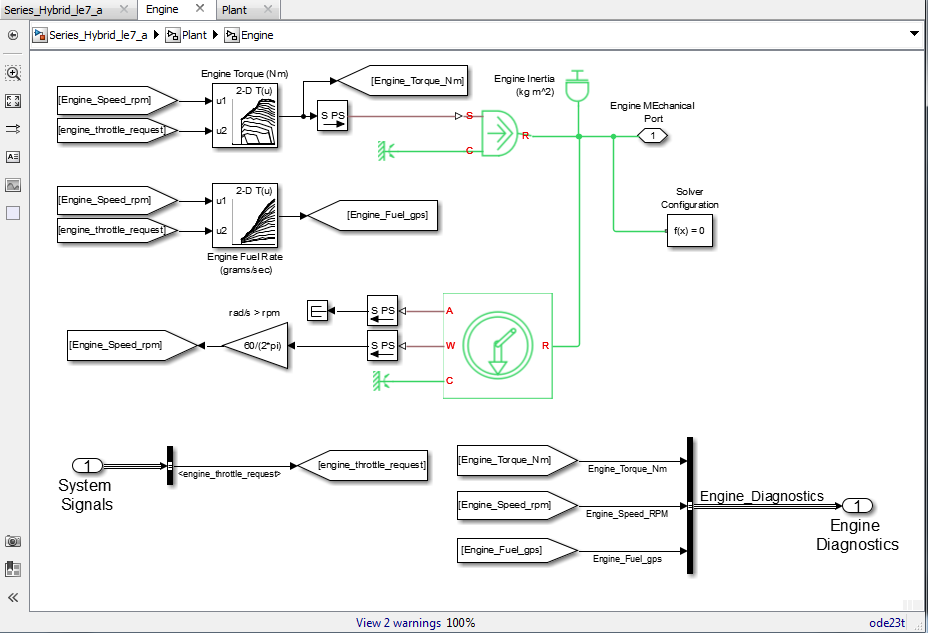 Series_Hybrid_le7_a
Engine
Plant
Series_Hybrid_le7_a
Plant
Engine
Engine Torque (Nm)
[Engine_Speed_rpm]
[engine_throttle_request]
2-D T(u)
u1
u2
[Engine_Torque_Nm]
S PS
S
C
R
Engine Inertia
(kg m^2)
Engine MEchanical
Port
1
Solver
Configuration
f(x) = 0
[Engine_Speed_rpm]
[engine_throttle_request]
2-D T(u)
u1
u2
[Engine_Fuel_gps]
Engine Fuel Rate
(grams/sec)
rad/s > rpm
[Engine_Speed_rpm]
60/(2*pi)
S PS
S PS
A
W
C
R
1
System
Signals
<engine_throttle_request>
[engine_throttle_request]
[Engine_Torque_Nm]
Engine_Torque_Nm
[Engine_Speed_rpm]
Engine_Speed_RPM
[Engine_Fuel_gps]
Engine_Fuel_gps
Engine_Diagnostics
1
Engine
Diagnostics
A≡
View 2 warnings
100%
ode23t